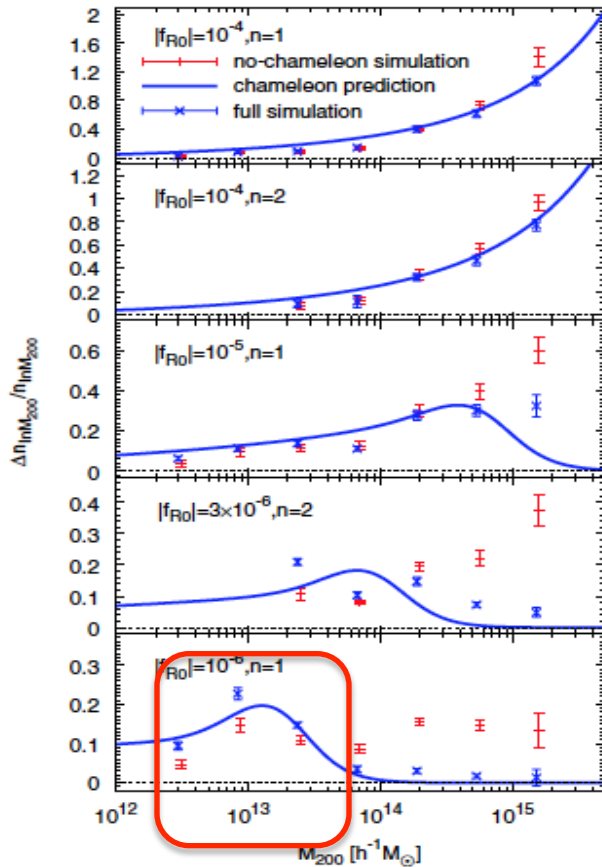 2
|fR0|=10⁻⁴,n=1
1.6
no-chameleon simulation
1.2
chameleon prediction
0.8
full simulation
0.4
0
1.2
|fR0|=10⁻⁴,n=2
1
0.8
0.6
0.4
0.2
0
|fR0|=10⁻⁵,n=1
0.6
0.4
0.2
0
Δn_lnM200/n_lnM200
0.4
|fR0|=3×10⁻⁶,n=2
0.3
0.2
0.1
0
|fR0|=10⁻⁶,n=1
0.3
0.2
0.1
0
10¹² 10¹³ 10¹⁴ 10¹⁵
M200 [h⁻¹M☉]